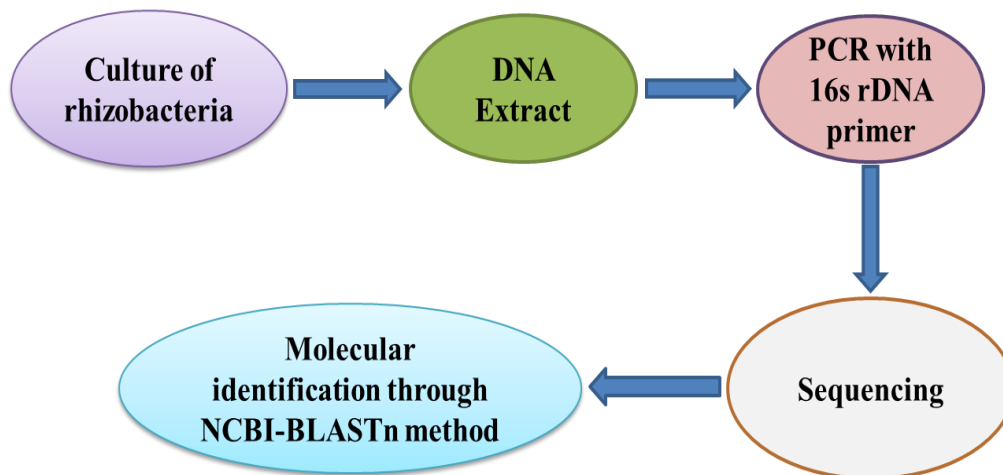 Culture of
rhizobacteria
DNA
Extract
PCR with
16s rDNA
primer
Sequencing
Molecular
identification through
NCBI-BLASTn method